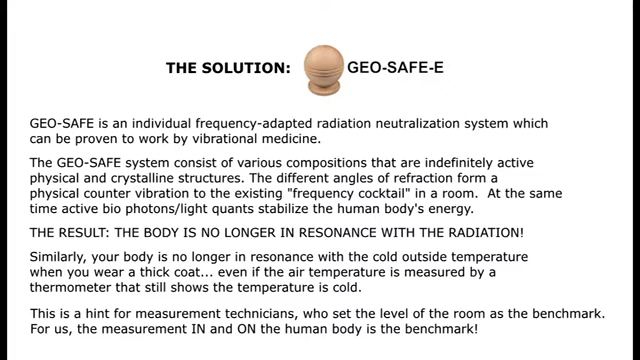 THE SOLUTION: GEO-SAFE-E
GEO-SAFE is an individual frequency-adapted radiation neutralization system which
can be proven to work by vibrational medicine.
The GEO-SAFE system consist of various compositions that are indefinitely active
physical and crystalline structures. The different angles of refraction form a
physical counter vibration to the existing "frequency cocktail" in a room.  At the same
time active bio photons/light quants stabilize the human body's energy.
THE RESULT: THE BODY IS NO LONGER IN RESONANCE WITH THE RADIATION!
Similarly, your body is no longer in resonance with the cold outside temperature
when you wear a thick coat... even if the air temperature is measured by a
thermometer that still shows the temperature is cold.
This is a hint for measurement technicians, who set the level of the room as the benchmark.
For us, the measurement IN and ON the human body is the benchmark!